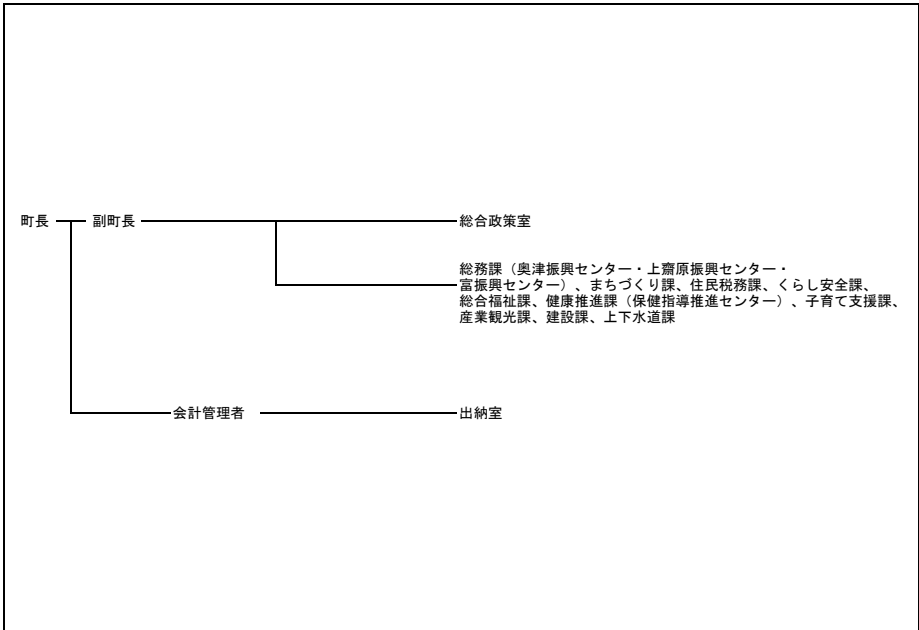 町長
副町長
総合政策室
総務課（奥津振興センター・上齋原振興センター・
富振興センター）、まちづくり課、住民税務課、くらし安全課、
総合福祉課、健康推進課（保健指導推進センター）、子育て支援課、
産業観光課、建設課、上下水道課
会計管理者
出納室